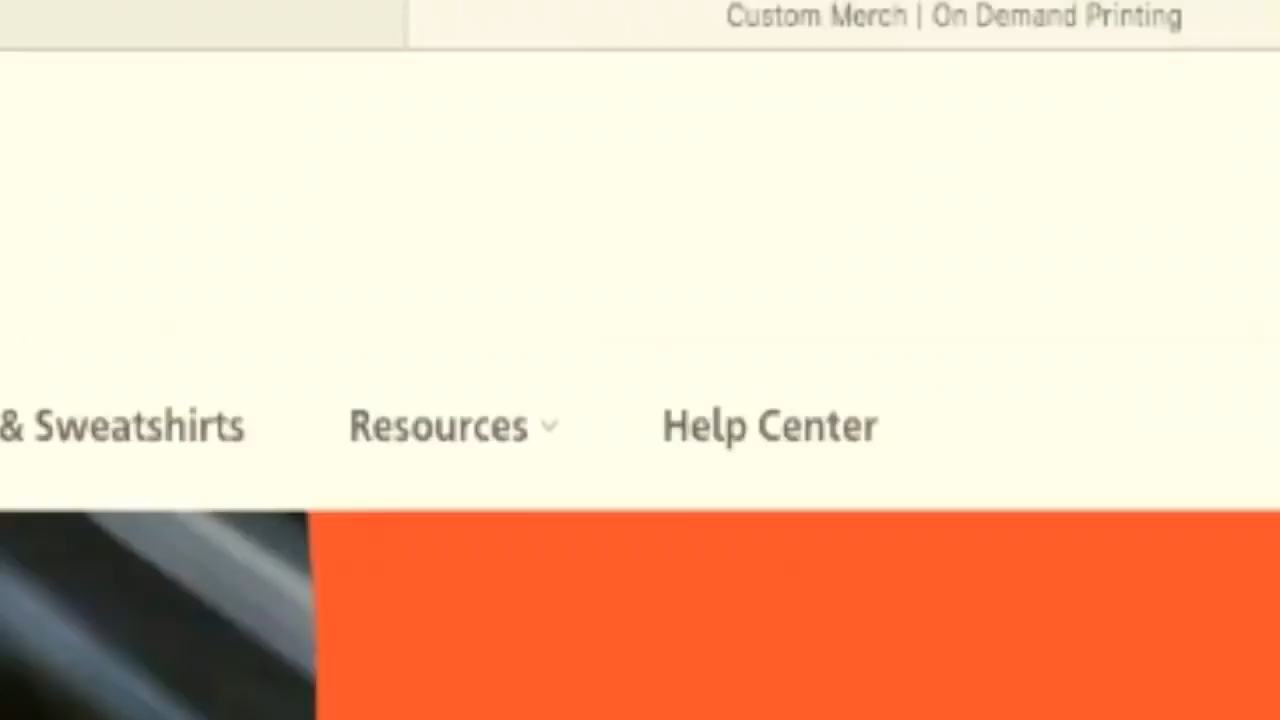 Custom Merch | On Demand Printing
& Sweatshirts
Resources
Help Center